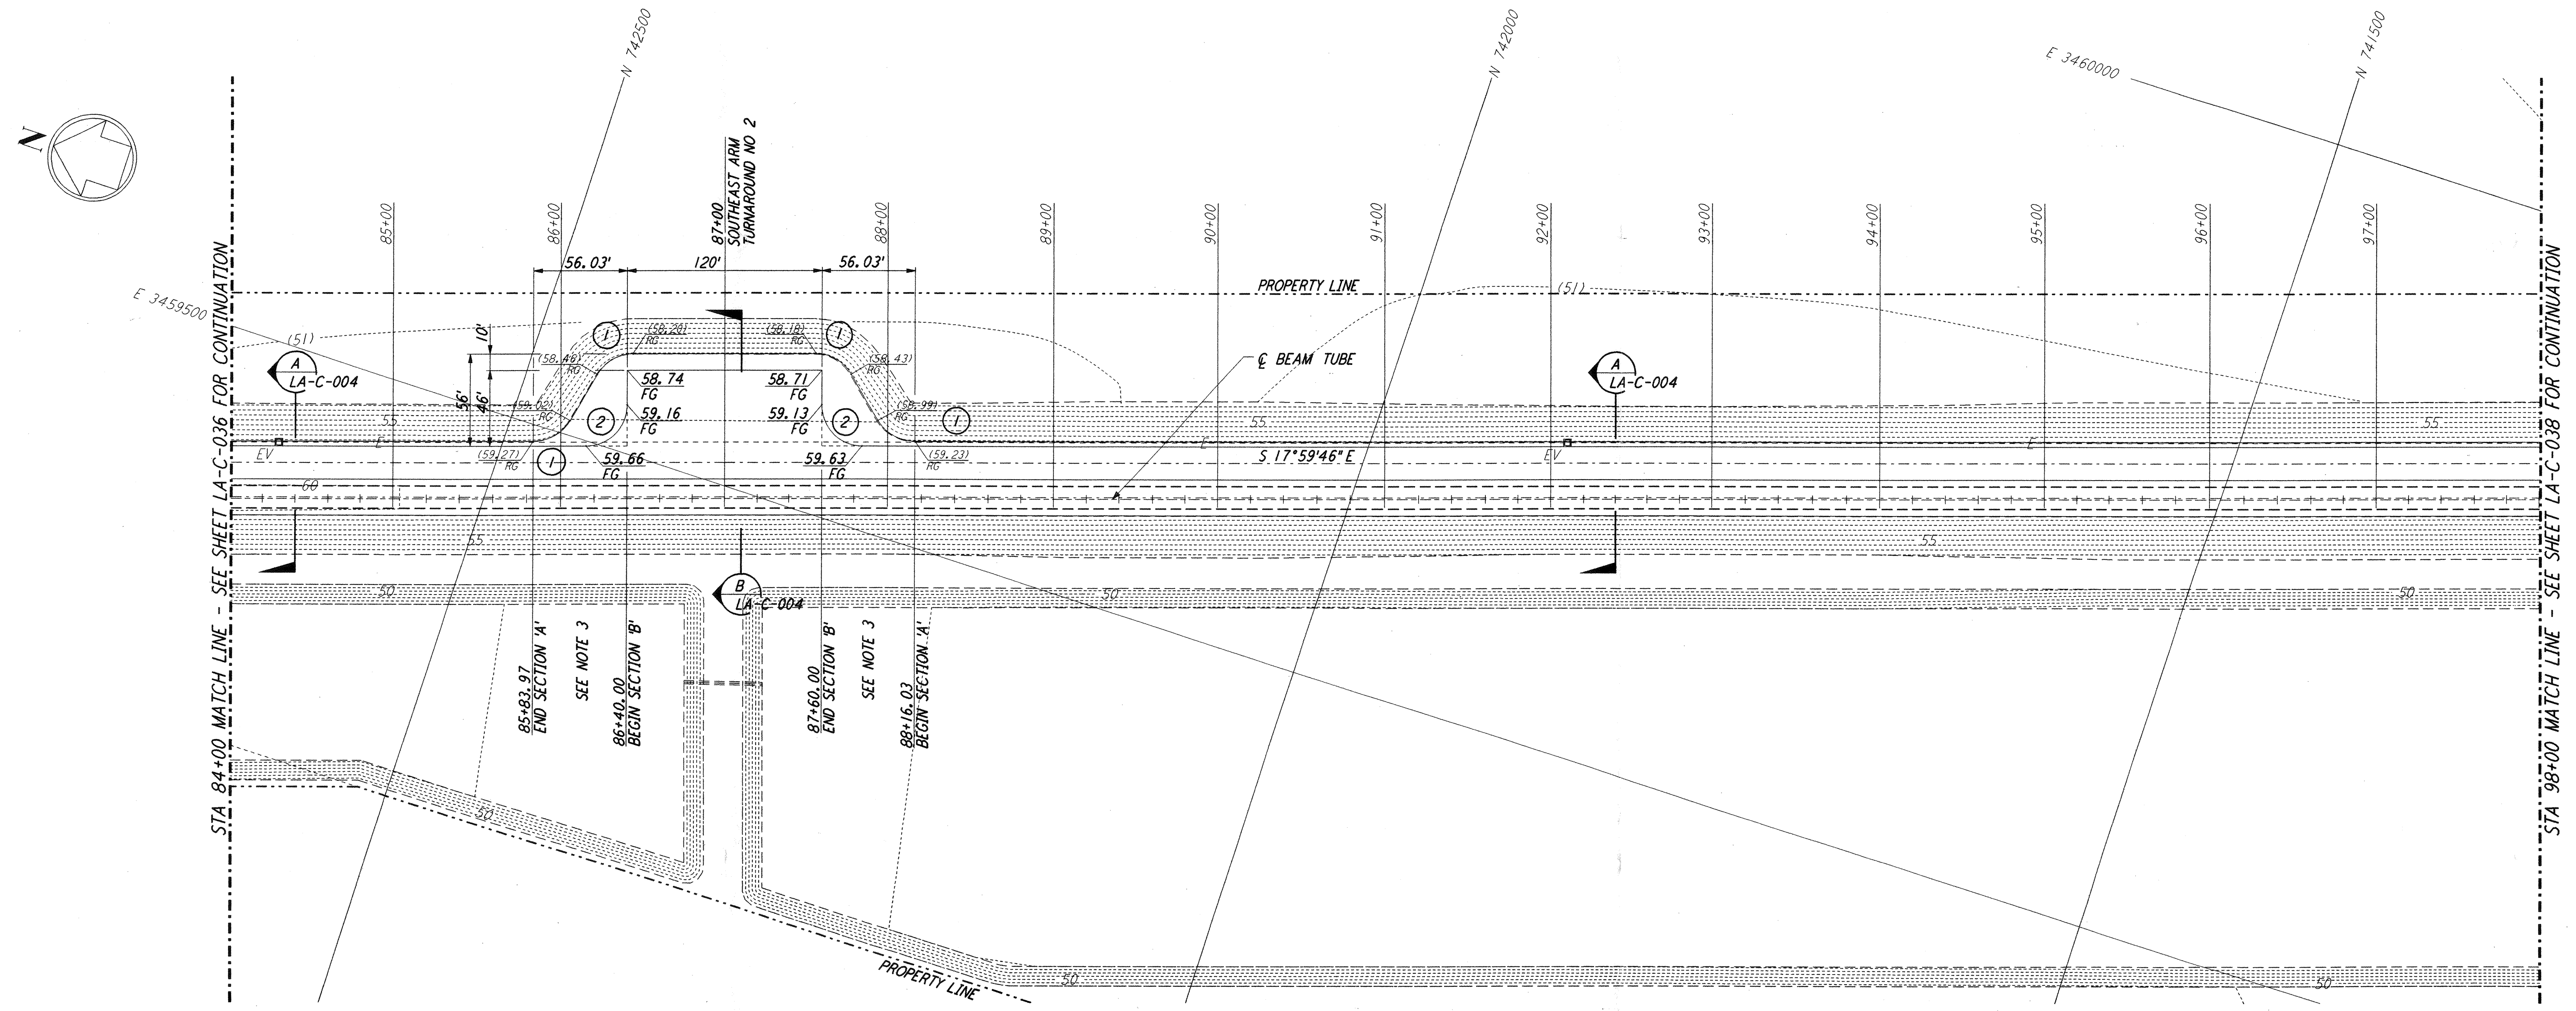 N
N 742500
N 742000
E 3460000
N 741500
87+00
SOUTHEAST ARM
TURNAROUND NO 2
85+00
86+00
88+00
89+00
90+00
91+00
92+00
93+00
94+00
95+00
96+00
97+00
56.03'
120'
56.03'
PROPERTY LINE
(51)
E 3459500
(51)
10'
56'
46'
1
(58.20)
RG
(58.18)
RG
1
(58.46)
RG
(58.43)
RG
℄ BEAM TUBE
A
LA-C-004
A
LA-C-004
58.74
FG
58.71
FG
(59.02)
RG
(58.99)
RG
55
2
59.16
FG
59.13
FG
2
1
55
55
EV
E
(59.27)
RG
1
59.66
FG
59.63
FG
(59.23)
RG
S 17°59'46" E
EV
E
60
55
55
50
B
LA-C-004
50
50
85+83.97
END SECTION 'A'
SEE NOTE 3
86+40.00
BEGIN SECTION 'B'
87+60.00
END SECTION 'B'
SEE NOTE 3
88+16.03
BEGIN SECTION 'A'
50
PROPERTY LINE
50
50
STA 84+00 MATCH LINE - SEE SHEET LA-C-036 FOR CONTINUATION
STA 98+00 MATCH LINE - SEE SHEET LA-C-038 FOR CONTINUATION